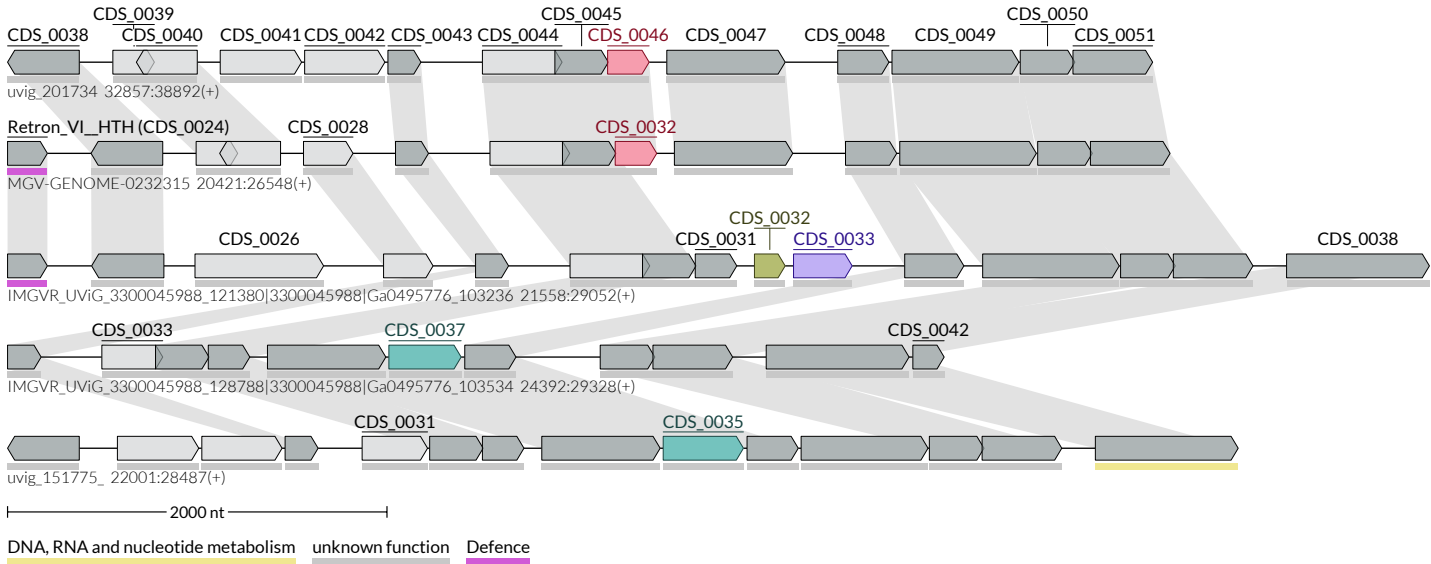 CDS_0039 CDS_0045 CDS_0050
CDS_0038 CDS_0040 CDS_0041 CDS_0042 CDS_0043 CDS_0044 CDS_0046 CDS_0047 CDS_0048 CDS_0049 CDS_0051
uvig_201734 32857:38892(+)
Retron_VI__HTH (CDS_0024) CDS_0028 CDS_0032
MGV-GENOME-0232315 20421:26548(+)
CDS_0032
CDS_0026 CDS_0031 CDS_0033 CDS_0038
IMGVR_UViG_3300045988_121380|3300045988|Ga0495776_103236 21558:29052(+)
CDS_0033 CDS_0037 CDS_0042
IMGVR_UViG_3300045988_128788|3300045988|Ga0495776_103534 24392:29328(+)
CDS_0031 CDS_0035
uvig_151775_ 22001:28487(+)
2000 nt
DNA, RNA and nucleotide metabolism unknown function Defence